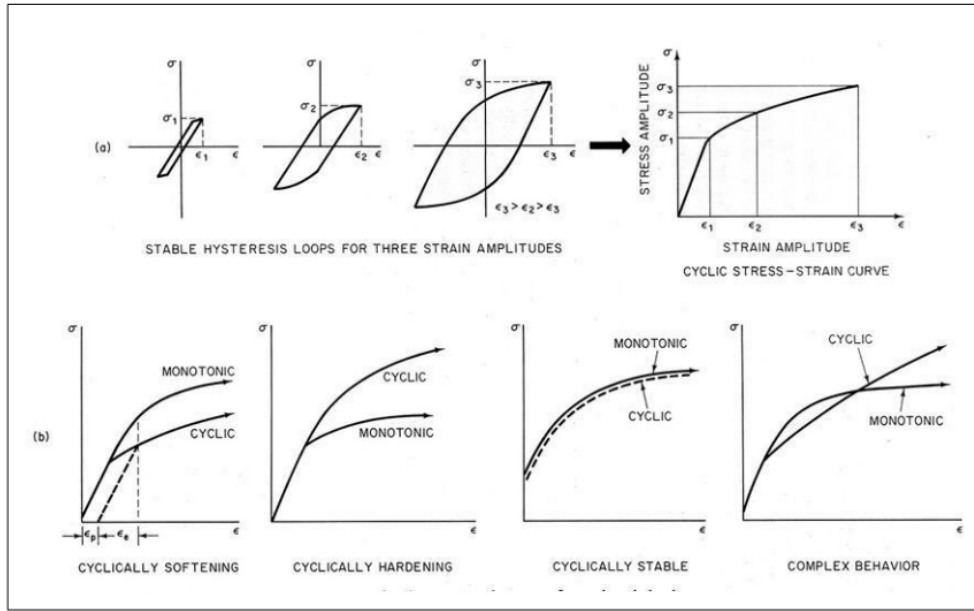 σ
σ
σ
σ
σ₁
ε₁
ε
σ₂
ε₂
ε
σ₃
ε₃
ε
(a)
ε₃ > ε₂ > ε₃
STRESS AMPLITUDE
σ₃
σ₂
σ₁
ε₁
ε₂
ε₃
ε
STRAIN AMPLITUDE
STABLE HYSTERESIS LOOPS FOR THREE STRAIN AMPLITUDES
CYCLIC STRESS-STRAIN CURVE
(b)
σ
MONOTONIC
CYCLIC
εp
εe
ε
CYCLICALLY SOFTENING
σ
CYCLIC
MONOTONIC
ε
CYCLICALLY HARDENING
σ
MONOTONIC
CYCLIC
ε
CYCLICALLY STABLE
σ
CYCLIC
MONOTONIC
ε
COMPLEX BEHAVIOR